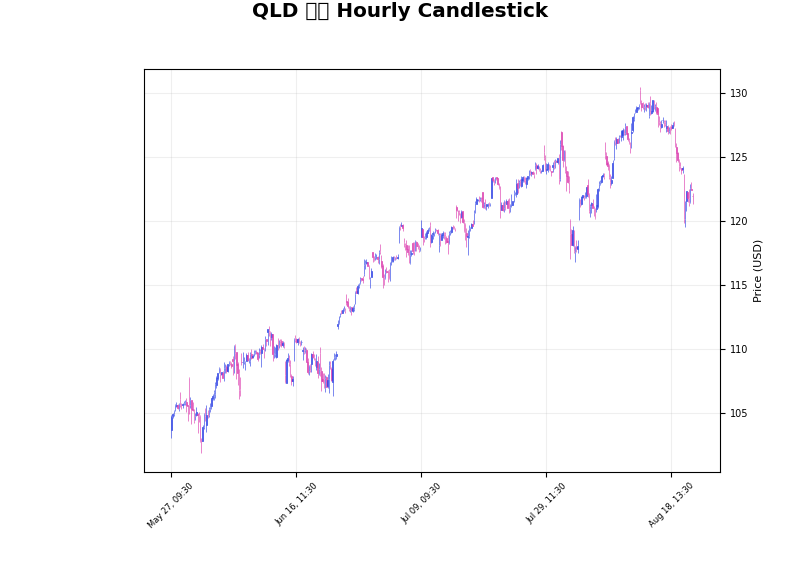 QLD Hourly Candlestick
130
125
120
115
110
105
Price (USD)
May 27, 09:30
Jun 16, 11:30
Jul 09, 09:30
Jul 29, 11:30
Aug 18, 13:30